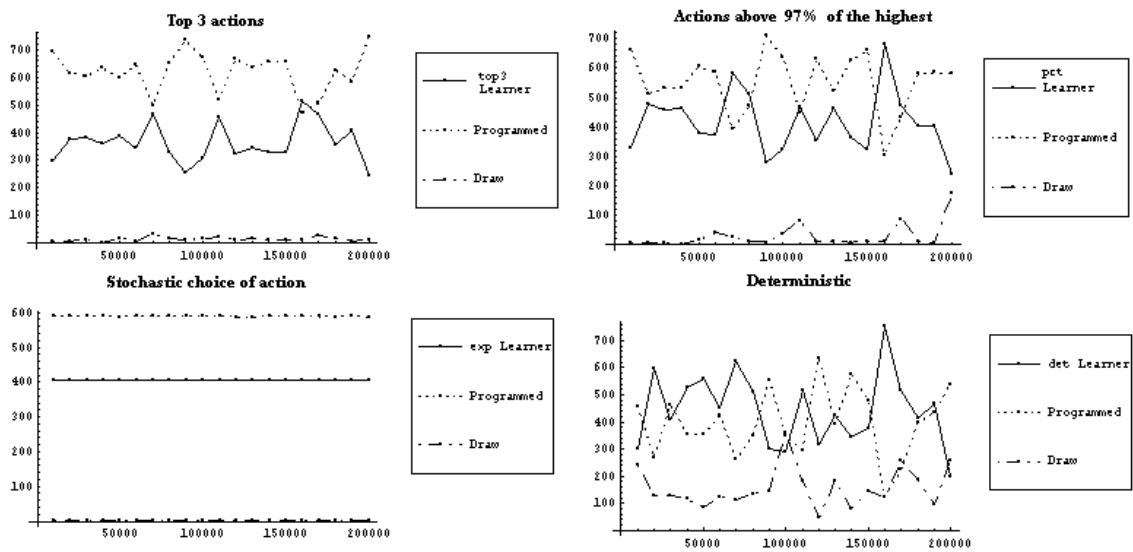 Top 3 actions
700
600
500
400
300
200
100
50000 100000 150000 200000
top3
Learner
Programmed
Draw
Actions above 97% of the highest
700
600
500
400
300
200
100
50000 100000 150000 200000
prt
Learner
Programmed
Draw
Stochastic choice of action
600
500
400
300
200
100
50000 100000 150000 200000
exp Learner
Programmed
Draw
Deterministic
700
600
500
400
300
200
100
50000 100000 150000 200000
det Learner
Programmed
Draw